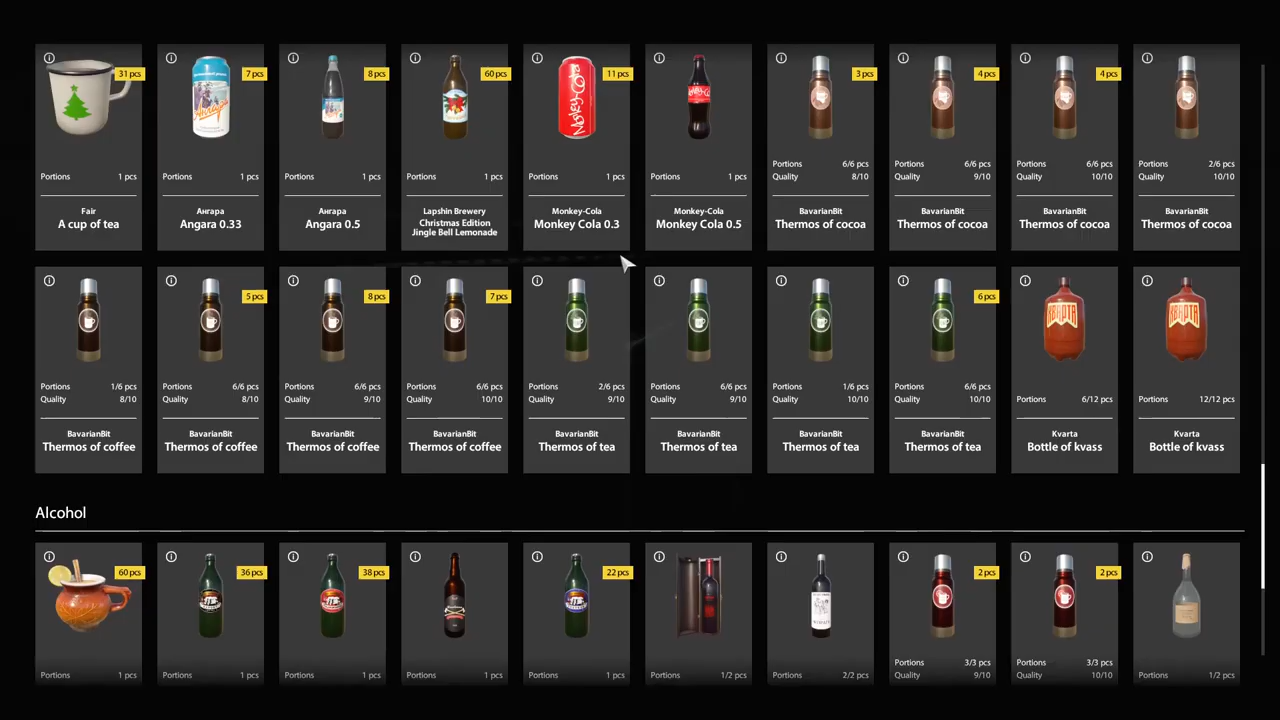 31 pcs
7 pcs
8 pcs
60 pcs
11 pcs
3 pcs
4 pcs
4 pcs
Ангара
Monkey-Cola
Portions 1 pcs
Portions 1 pcs
Portions 1 pcs
Portions 1 pcs
Portions 1 pcs
Portions 1 pcs
Portions 6/6 pcs
Quality 8/10
Portions 6/6 pcs
Quality 9/10
Portions 6/6 pcs
Quality 10/10
Portions 2/6 pcs
Quality 10/10
Fair
A cup of tea
Ангара
Angara 0.33
Ангара
Angara 0.5
Lapshin Brewery
Christmas Edition
Jingle Bell Lemonade
Monkey-Cola
Monkey Cola 0.3
Monkey-Cola
Monkey Cola 0.5
BavarianBit
Thermos of cocoa
BavarianBit
Thermos of cocoa
BavarianBit
Thermos of cocoa
BavarianBit
Thermos of cocoa
5 pcs
8 pcs
7 pcs
6 pcs
КВАРТА
КВАРТА
Portions 1/6 pcs
Quality 8/10
Portions 6/6 pcs
Quality 8/10
Portions 6/6 pcs
Quality 9/10
Portions 6/6 pcs
Quality 10/10
Portions 2/6 pcs
Quality 9/10
Portions 6/6 pcs
Quality 9/10
Portions 1/6 pcs
Quality 10/10
Portions 6/6 pcs
Quality 10/10
Portions 6/12 pcs
Portions 12/12 pcs
BavarianBit
Thermos of coffee
BavarianBit
Thermos of coffee
BavarianBit
Thermos of coffee
BavarianBit
Thermos of coffee
BavarianBit
Thermos of tea
BavarianBit
Thermos of tea
BavarianBit
Thermos of tea
BavarianBit
Thermos of tea
Kvarta
Bottle of kvass
Kvarta
Bottle of kvass
Alcohol
60 pcs
36 pcs
38 pcs
22 pcs
2 pcs
2 pcs
Portions 1 pcs
Portions 1 pcs
Portions 1 pcs
Portions 1 pcs
Portions 1 pcs
Portions 1/2 pcs
Portions 2/2 pcs
Portions 3/3 pcs
Quality 9/10
Portions 3/3 pcs
Quality 10/10
Portions 1/2 pcs